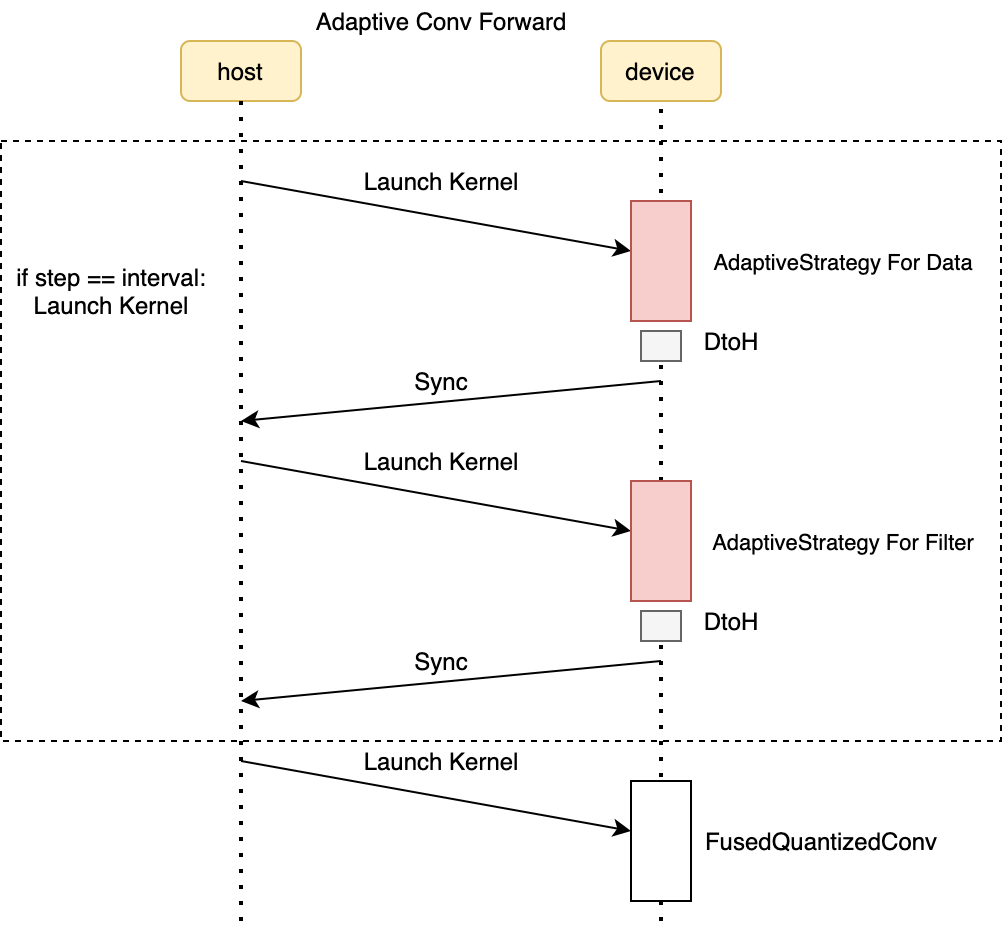 Adaptive Conv Forward
host
device
Launch Kernel
AdaptiveStrategy For Data
if step == interval:
Launch Kernel
DtoH
Sync
Launch Kernel
AdaptiveStrategy For Filter
DtoH
Sync
Launch Kernel
FusedQuantizedConv